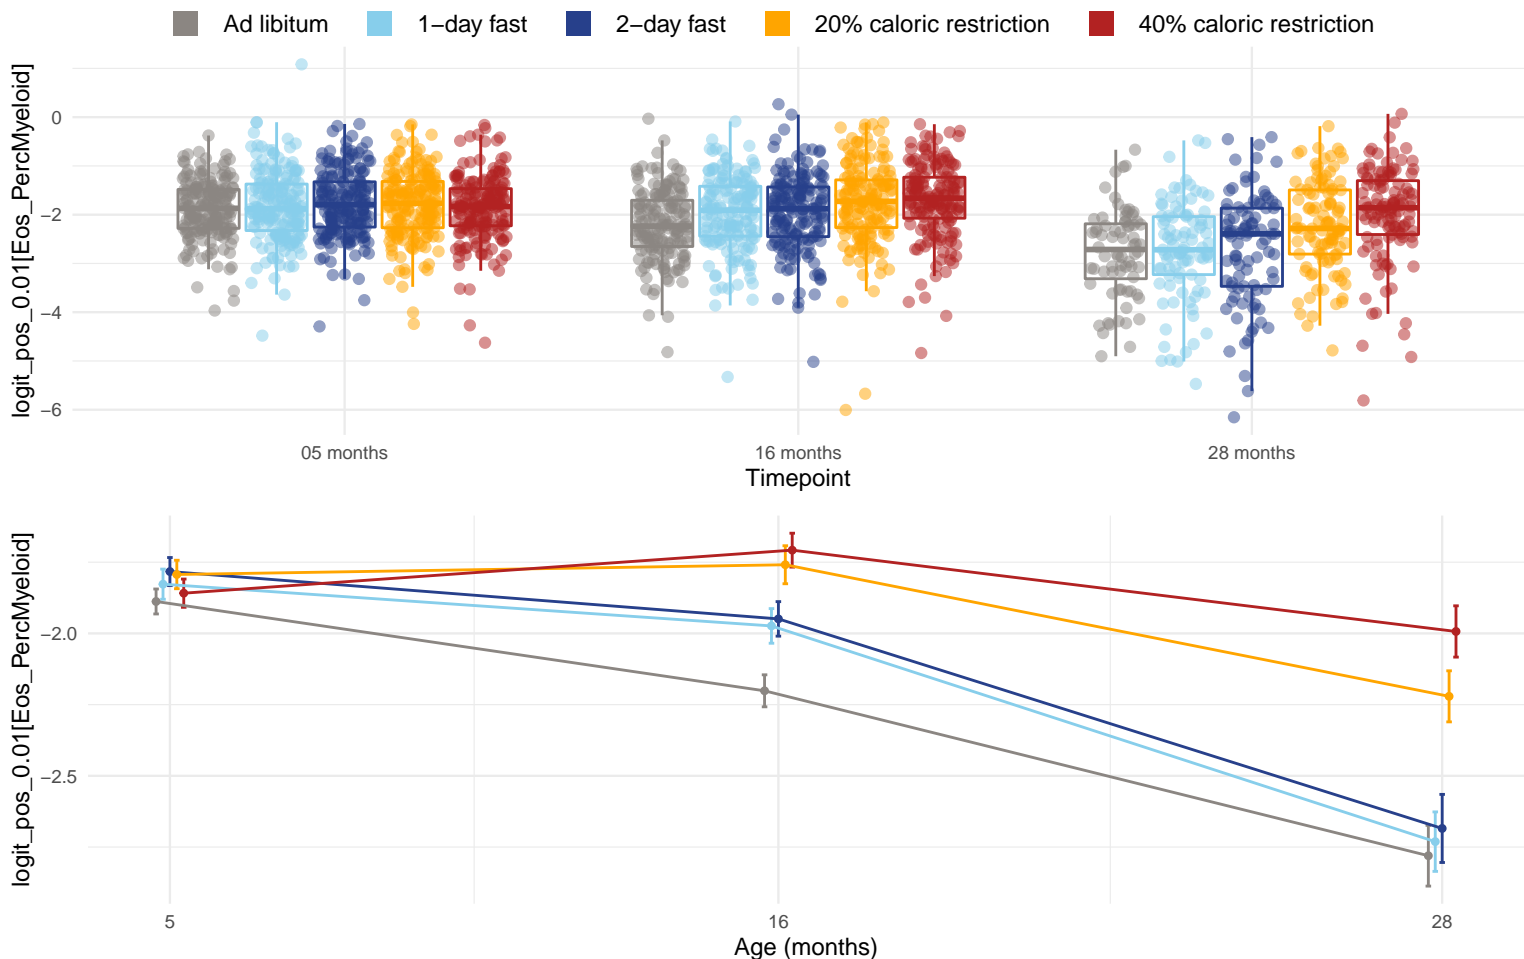 Ad libitum 1−day fast 2−day fast 20% caloric restriction 40% caloric restriction
logit_pos_0.01[Eos_PercMyeloid]
0
−2
−4
−6
05 months 16 months 28 months
Timepoint
logit_pos_0.01[Eos_PercMyeloid]
−2.0
−2.5
5 16 28
Age (months)